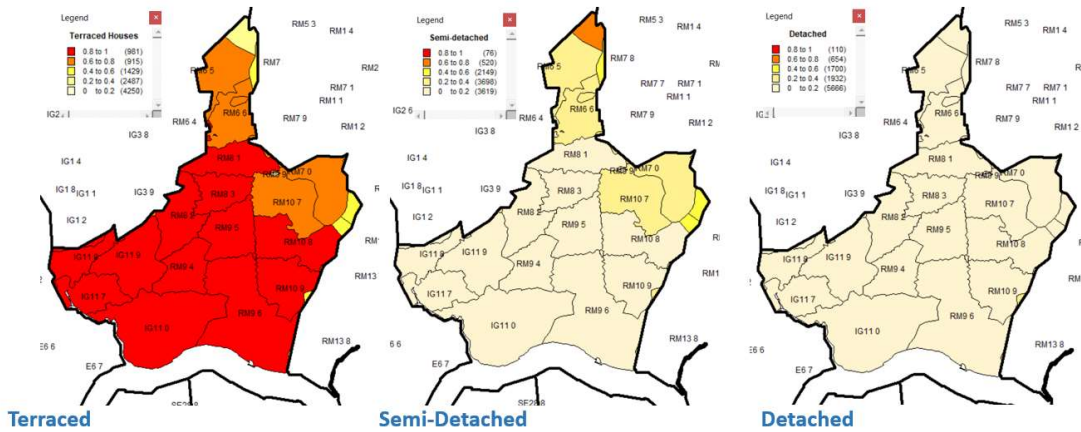 Legend
Terraced Houses
0.8 to 1 (981)
0.6 to 0.8 (915)
0.4 to 0.6 (1429)
0.2 to 0.4 (2487)
0 to 0.2 (4250)
RM5 3
RM1 4
RM6 5
RM7
RM2
RM7 1
RM1 1
RM6 6
IG2
RM6 4
RM7 9
RM1 2
IG3 8
IG1 4
RM8 1
RM7 0
IG1 8
IG1 1
IG3 9
RM8 3
RM10 7
IG1 2
RM8 2
RM9 5
RM10 8
IG11 8
IG11 9
RM9 4
RM13
IG11 7
RM10 9
RM9 6
IG11 0
E6 6
RM13 8
E6 7
Terraced
Legend
Semi-detached
0.8 to 1 (76)
0.6 to 0.8 (520)
0.4 to 0.6 (2149)
0.2 to 0.4 (3698)
0 to 0.2 (3619)
RM5 3
RM1 4
RM7 8
RM7 7
RM7 1
RM1 1
RM6 6
IG2 6
RM6 4
RM7 9
RM1 2
IG3 8
IG1 4
RM8 1
RM7 0
IG1 8
IG1 1
IG3 9
RM8 3
RM10 7
IG1 2
RM8 2
RM9 5
RM10 8
IG11 8
IG11 9
RM9 4
RM1
IG11 7
RM10 9
RM9 6
IG11 0
E6 6
RM13 8
E6 7
Semi-Detached
Legend
Detached
0.8 to 1 (110)
0.6 to 0.8 (654)
0.4 to 0.6 (1700)
0.2 to 0.4 (1932)
0 to 0.2 (5666)
RM5 3
RM1 4
RM7 8
RM7 7
RM7 1
RM1 1
RM6 6
RM6 4
RM7 9
RM1 2
IG3 8
IG1 4
RM8 1
RM7 0
IG1 8
IG1 1
IG3 9
RM8 3
RM10 7
IG1 2
RM8 2
RM9 5
RM10 8
IG11 8
IG11 9
RM9 4
RM13
IG11 7
RM10 9
RM9 6
IG11 0
E6 6
RM13 8
E6 7
Detached